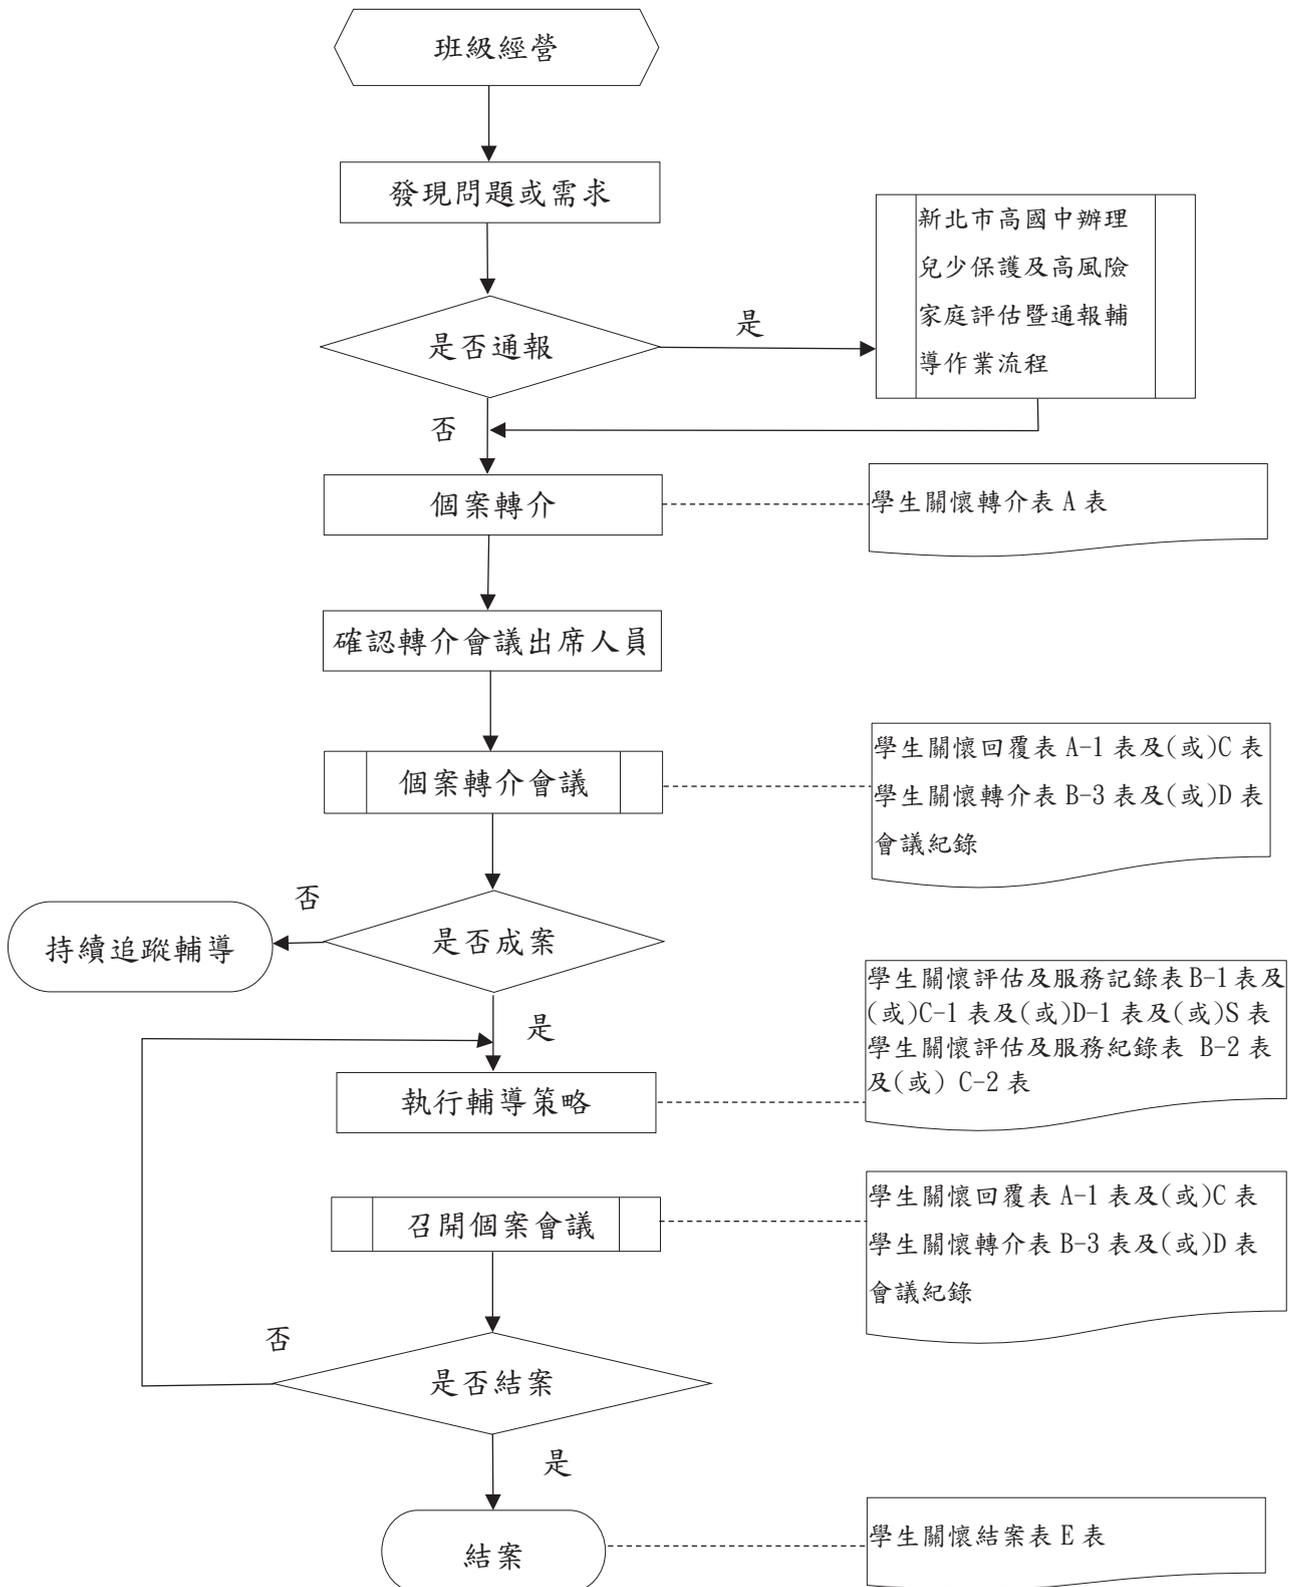 班級經營
發現問題或需求
新北市高國中辦理
兒少保護及高風險
家庭評估暨通報輔
導作業流程
是否通報
是
否
個案轉介
學生關懷轉介表 A 表
確認轉介會議出席人員
個案轉介會議
學生關懷回覆表 A-1 表及(或)C 表
學生關懷轉介表 B-3 表及(或)D 表
會議紀錄
是否成案
否
持續追蹤輔導
是
執行輔導策略
學生關懷評估及服務記錄表 B-1 表及
(或)C-1 表及(或)D-1 表及(或)S 表
學生關懷評估及服務紀錄表 B-2 表
及(或) C-2 表
召開個案會議
學生關懷回覆表 A-1 表及(或)C 表
學生關懷轉介表 B-3 表及(或)D 表
會議紀錄
否
是否結案
是
結案
學生關懷結案表 E 表